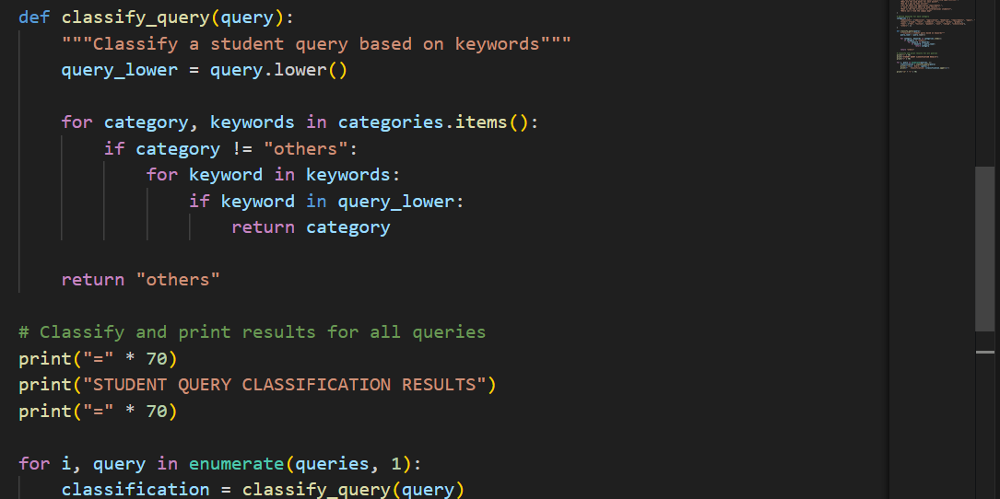 def classify_query(query):
    """Classify a student query based on keywords"""
    query_lower = query.lower()

    for category, keywords in categories.items():
        if category != "others":
            for keyword in keywords:
                if keyword in query_lower:
                    return category

    return "others"

# Classify and print results for all queries
print("=" * 70)
print("STUDENT QUERY CLASSIFICATION RESULTS")
print("=" * 70)

for i, query in enumerate(queries, 1):
    classification = classify_query(query)